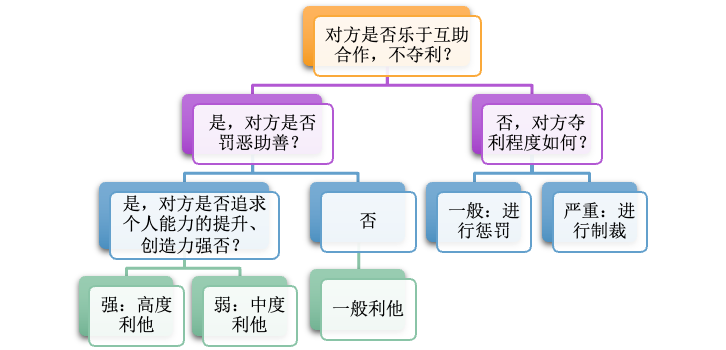 对方是否乐于互助
合作，不夺利？
是，对方是否
罚恶助善？
否，对方夺
利程度如何？
是，对方是否追求
个人能力的提升、
创造力强否？
否
一般：进
行惩罚
严重：进
行制裁
强：高度
利他
弱：中度
利他
一般利他